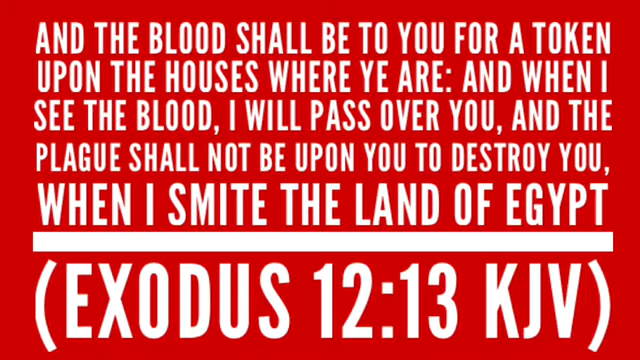 AND THE BLOOD SHALL BE TO YOU FOR A TOKEN
UPON THE HOUSES WHERE YE ARE: AND WHEN I
SEE THE BLOOD, I WILL PASS OVER YOU, AND THE
PLAGUE SHALL NOT BE UPON YOU TO DESTROY YOU,
WHEN I SMITE THE LAND OF EGYPT
(EXODUS 12:13 KJV)